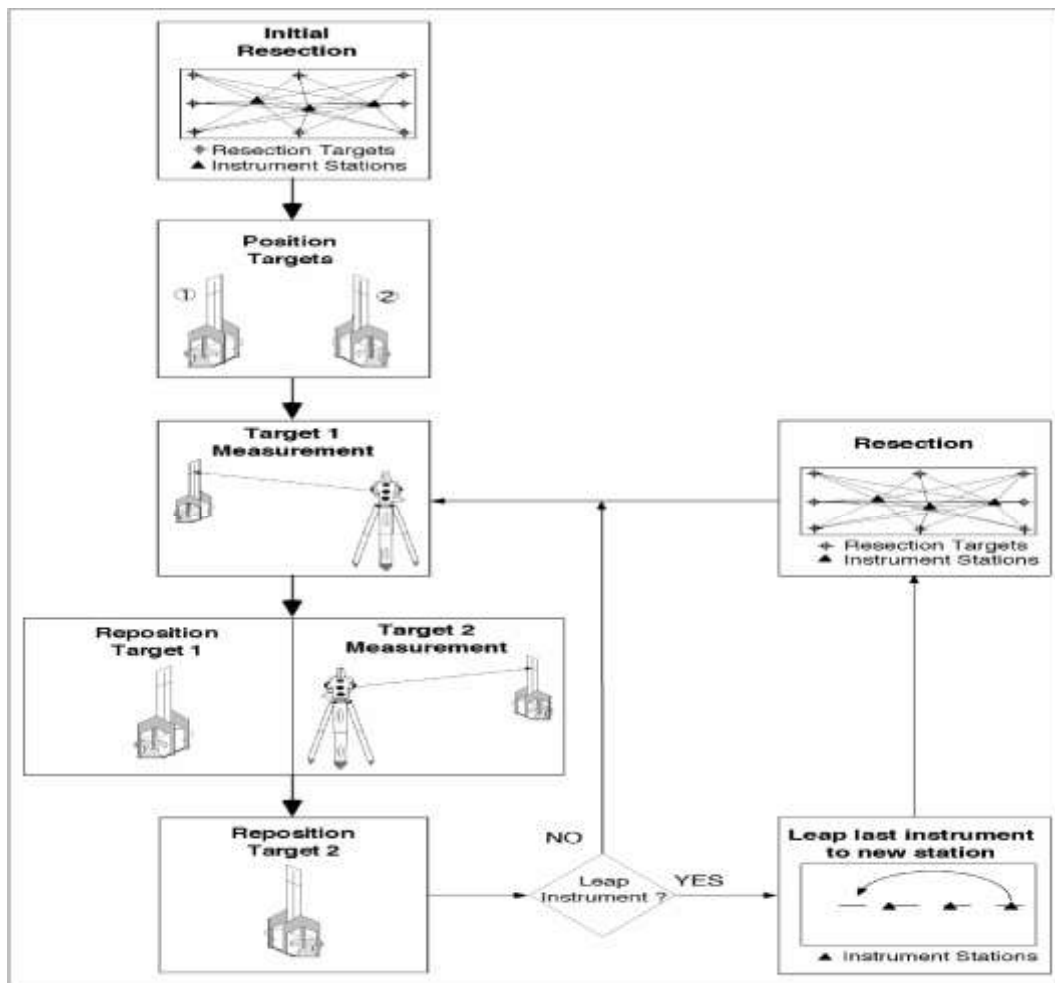 Initial
Resection
Resection Targets
Instrument Stations
Position
Targets
1
2
Target 1
Measurement
Resection
Resection Targets
Instrument Stations
Reposition
Target 1
Target 2
Measurement
Reposition
Target 2
NO
Leap
Instrument ?
YES
Leap last instrument
to new station
Instrument Stations